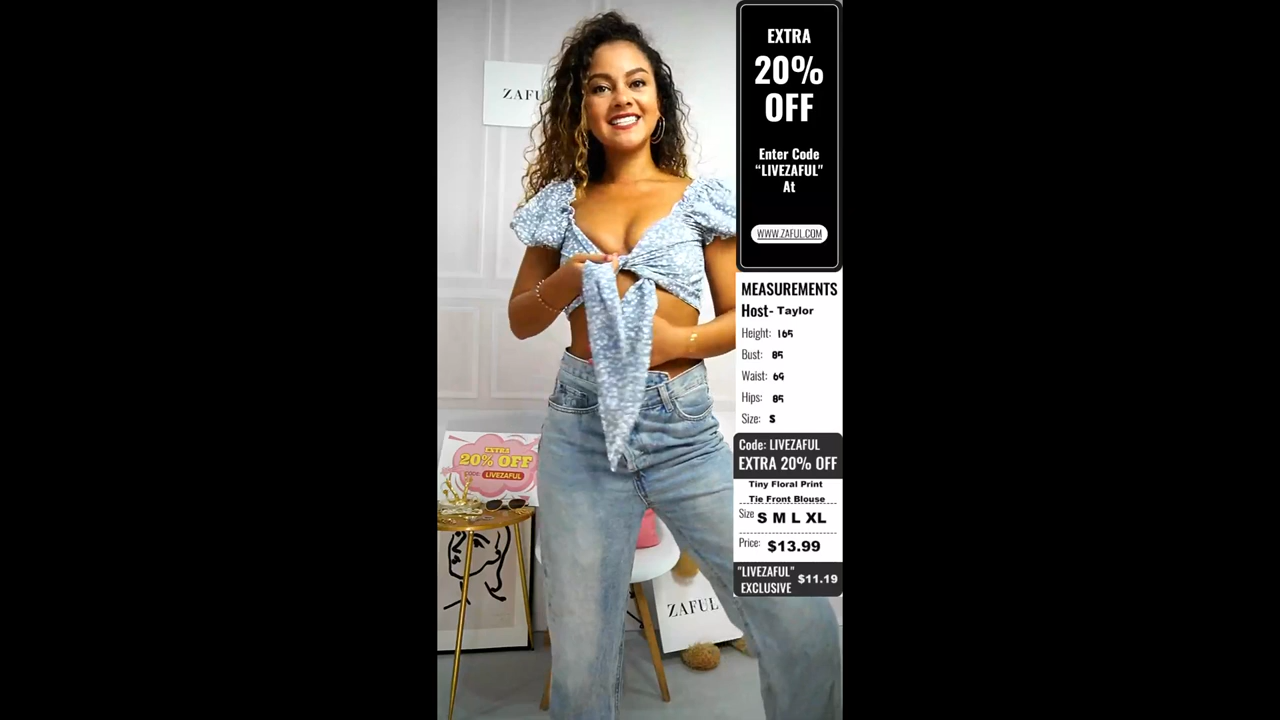 ZAFU
EXTRA
20%
OFF
Enter Code
“LIVEZAFUL"
At
WWW.ZAFUL.COM
MEASUREMENTS
Host- Taylor
Height: 165
Bust: 85
Waist: 69
Hips: 85
Size: S
Code: LIVEZAFUL
EXTRA 20% OFF
Tiny Floral Print
Tie Front Blouse
Size S M L XL
Price: $13.99
"LIVEZAFUL" $11.19
EXCLUSIVE
EXTRA
20% OFF
CODE: LIVEZAFUL
ZAFUL